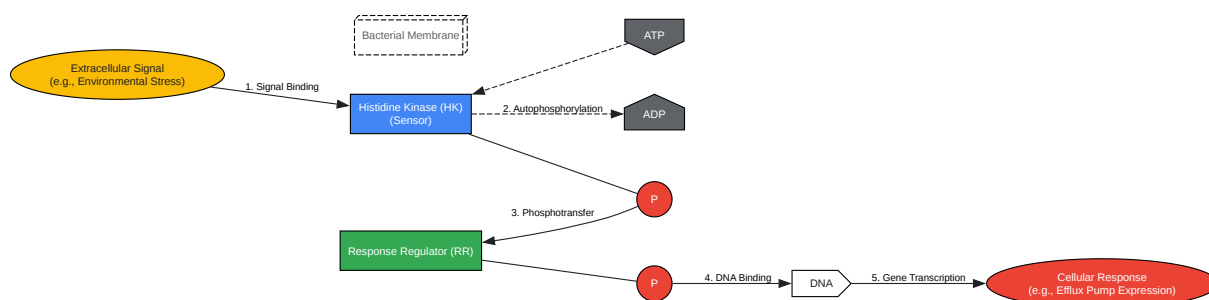 Bacterial Membrane
ATP
Extracellular Signal
(e.g., Environmental Stress)
1. Signal Binding
Histidine Kinase (HK)
(Sensor)
2. Autophosphorylation
ADP
P
3. Phosphotransfer
Response Regulator (RR)
P
4. DNA Binding
DNA
5. Gene Transcription
Cellular Response
(e.g., Efflux Pump Expression)